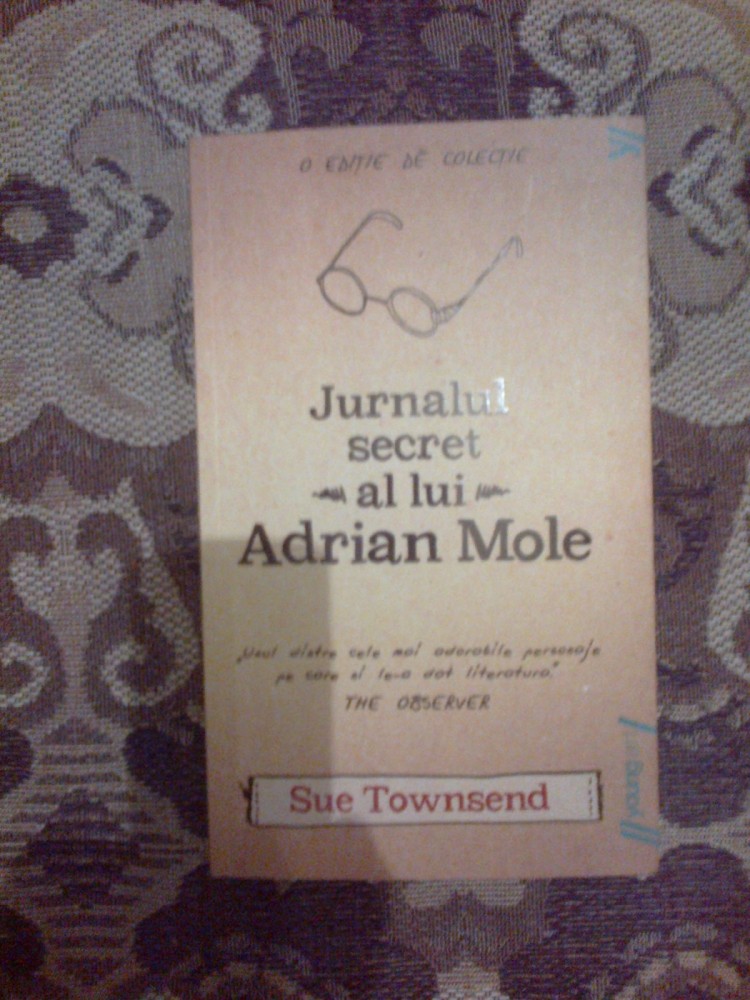 O EDIȚIE DE COLECȚIE
Jurnalul
secret
al lui
Adrian Mole
„Unul dintre cele mai adorabile personaje
pe care ni le-a dat literatura.”
THE OBSERVER
Sue Townsend
young